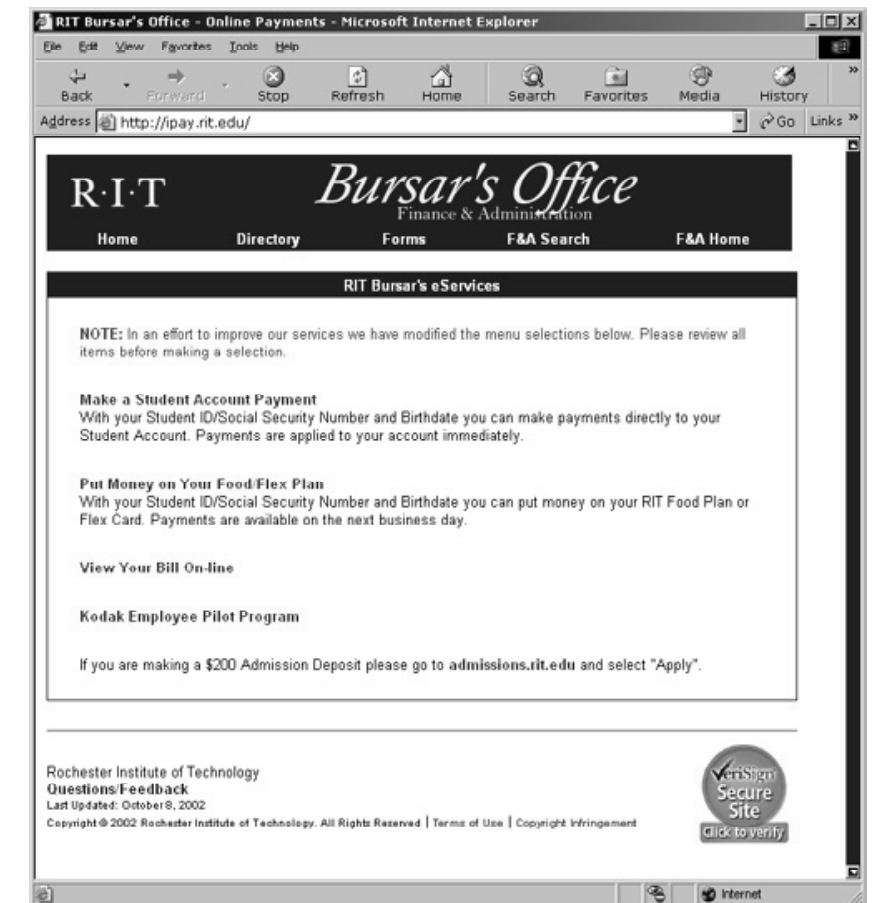 RIT Bursar's Office - Online Payments - Microsoft Internet Explorer
File Edit View Favorites Tools Help
Back Forward Stop Refresh Home Search Favorites Media History »
Address http://ipay.rit.edu/ Go Links »
R·I·T Bursar's Office
Finance & Administration
Home Directory Forms F&A Search F&A Home
RIT Bursar's eServices
NOTE: In an effort to improve our services we have modified the menu selections below. Please review all
items before making a selection.
Make a Student Account Payment
With your Student ID/Social Security Number and Birthdate you can make payments directly to your
Student Account. Payments are applied to your account immediately.
Put Money on Your Food/Flex Plan
With your Student ID/Social Security Number and Birthdate you can put money on your RIT Food Plan or
Flex Card. Payments are available on the next business day.
View Your Bill On-line
Kodak Employee Pilot Program
If you are making a $200 Admission Deposit please go to admissions.rit.edu and select "Apply".
Rochester Institute of Technology
Questions/Feedback
Last Updated: October 8, 2002
Copyright © 2002 Rochester Institute of Technology. All Rights Reserved | Terms of Use | Copyright Infringement
VeriSign
Secure
Site
Click to verify
Internet